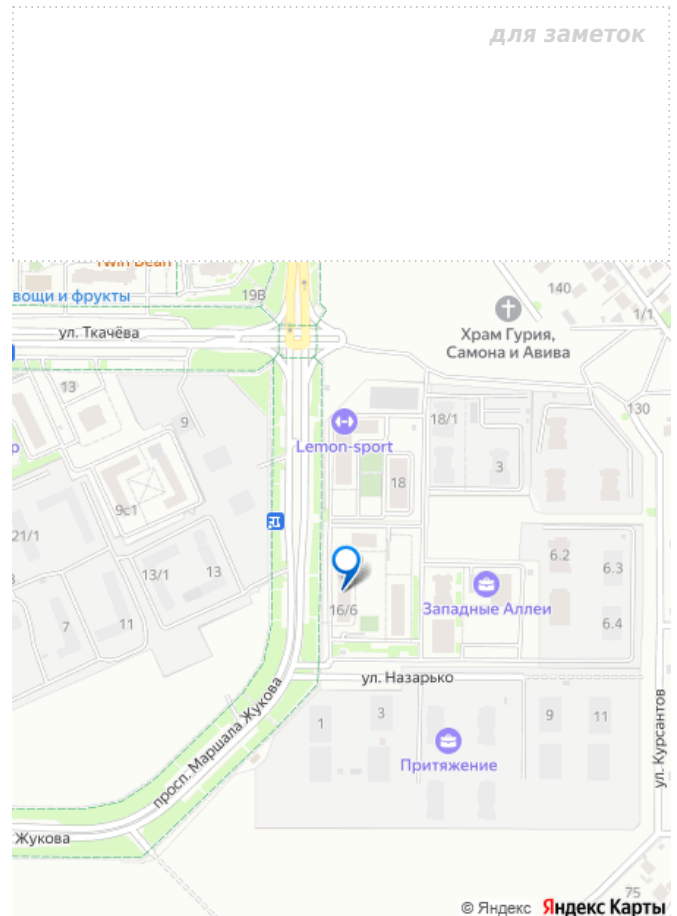 для заметок
Twin Bean
вощи и фрукты
19В
140
1/1
ул. Ткачёва
Храм Гурия,
Самона и Авива
13
9
130
18/1
Lemon-sport
3
18
9с1
21/1
6.2
6.3
13/1
13
Западные Аллеи
16/6
6.4
7
11
ул. Назарько
просп. Маршала Жукова
ул. Курсантов
1
3
9
11
Притяжение
Жукова
75
© Яндекс Яндекс Карты